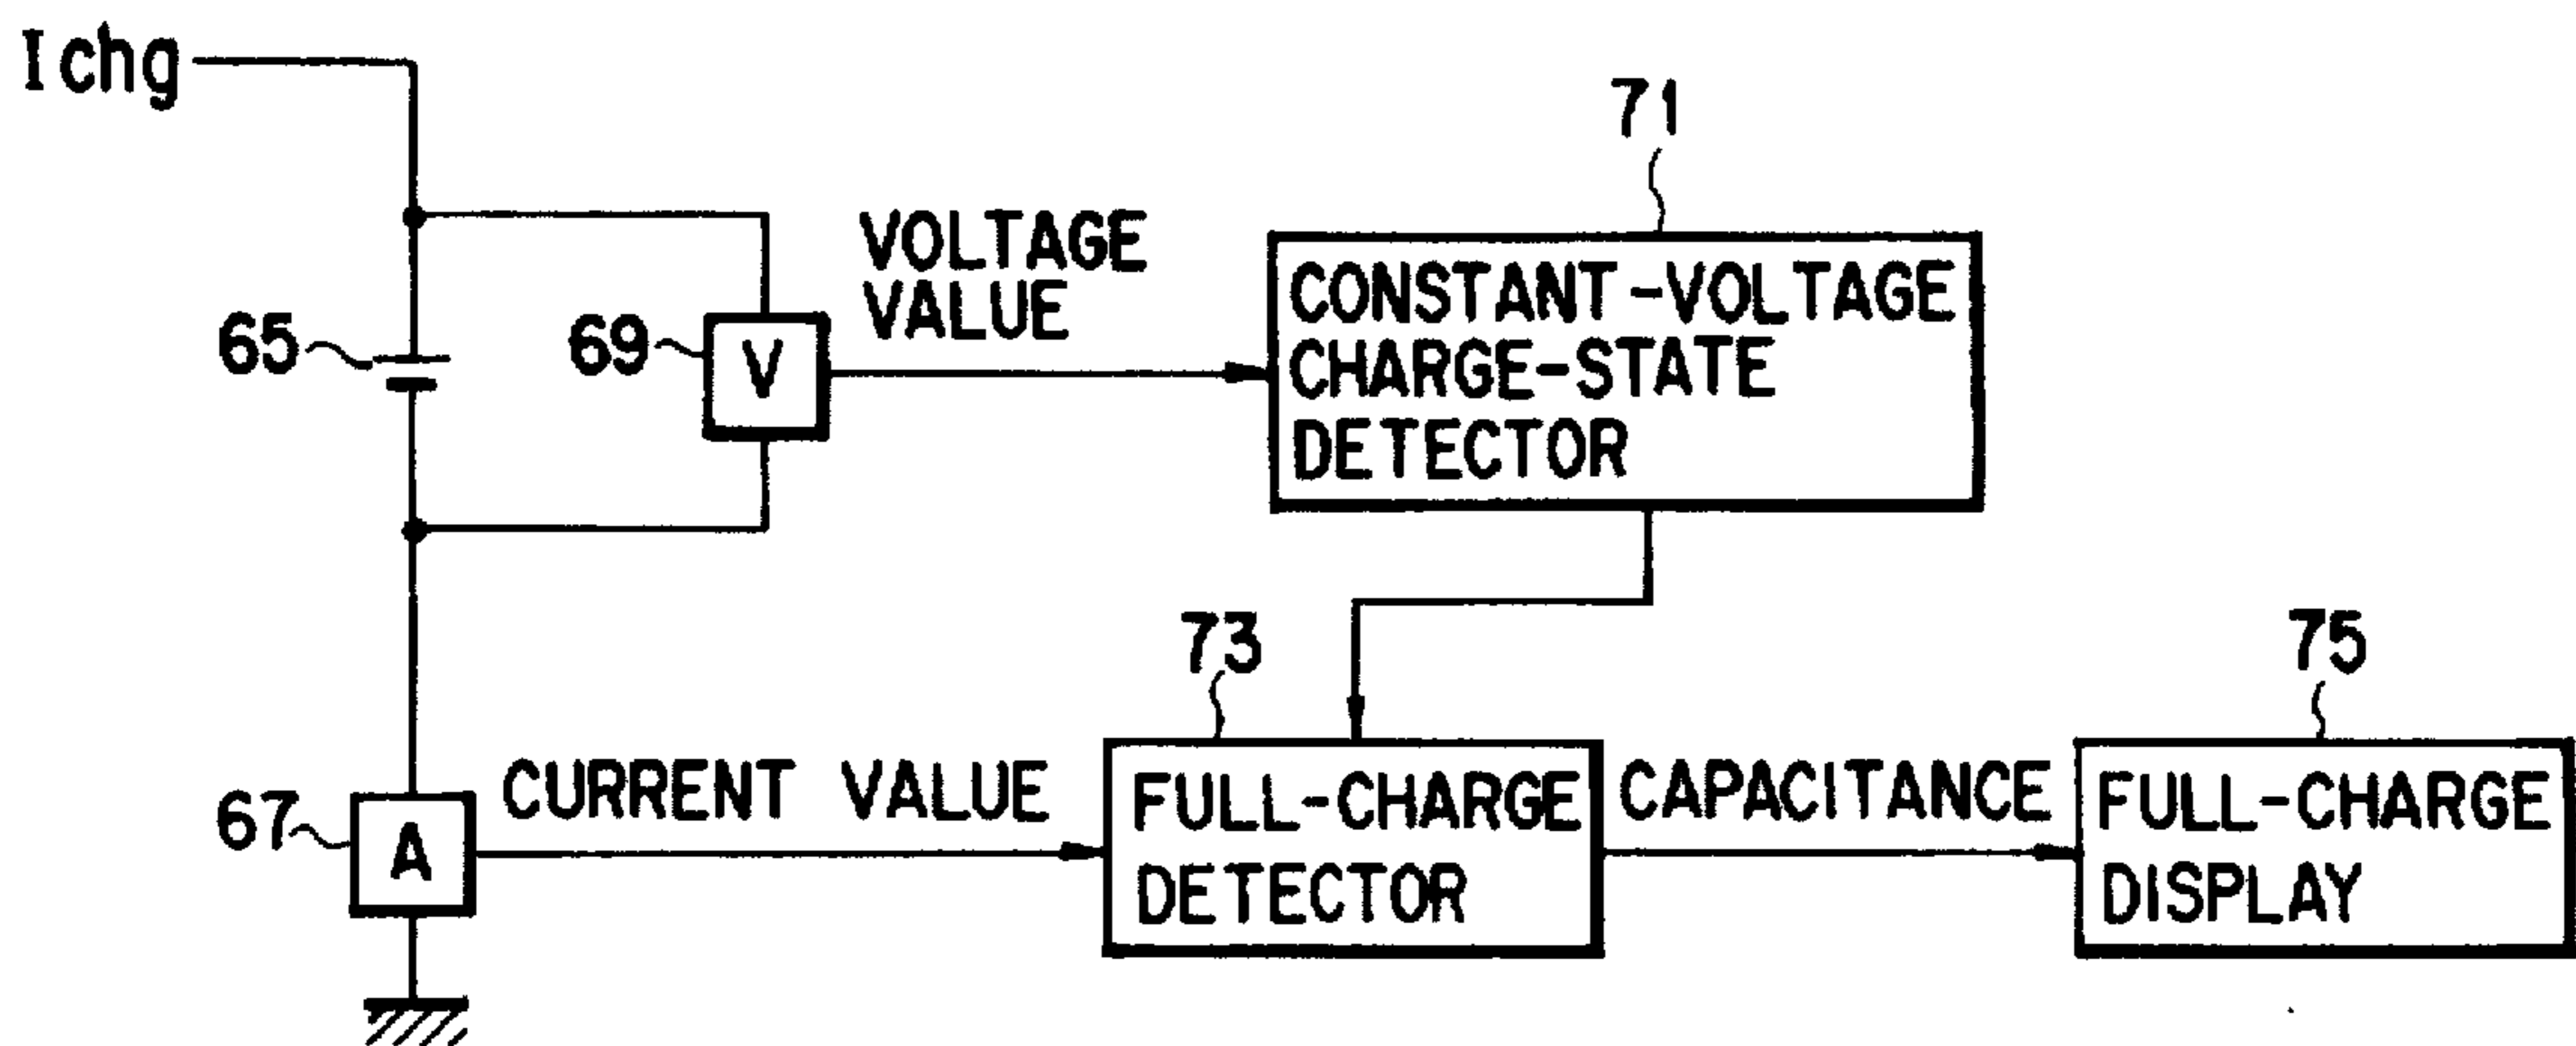 Ichg
71
VOLTAGE
VALUE
CONSTANT-VOLTAGE
CHARGE-STATE
DETECTOR
65
69
V
73
75
67
A
CURRENT VALUE
FULL-CHARGE
DETECTOR
CAPACITANCE
FULL-CHARGE
DISPLAY